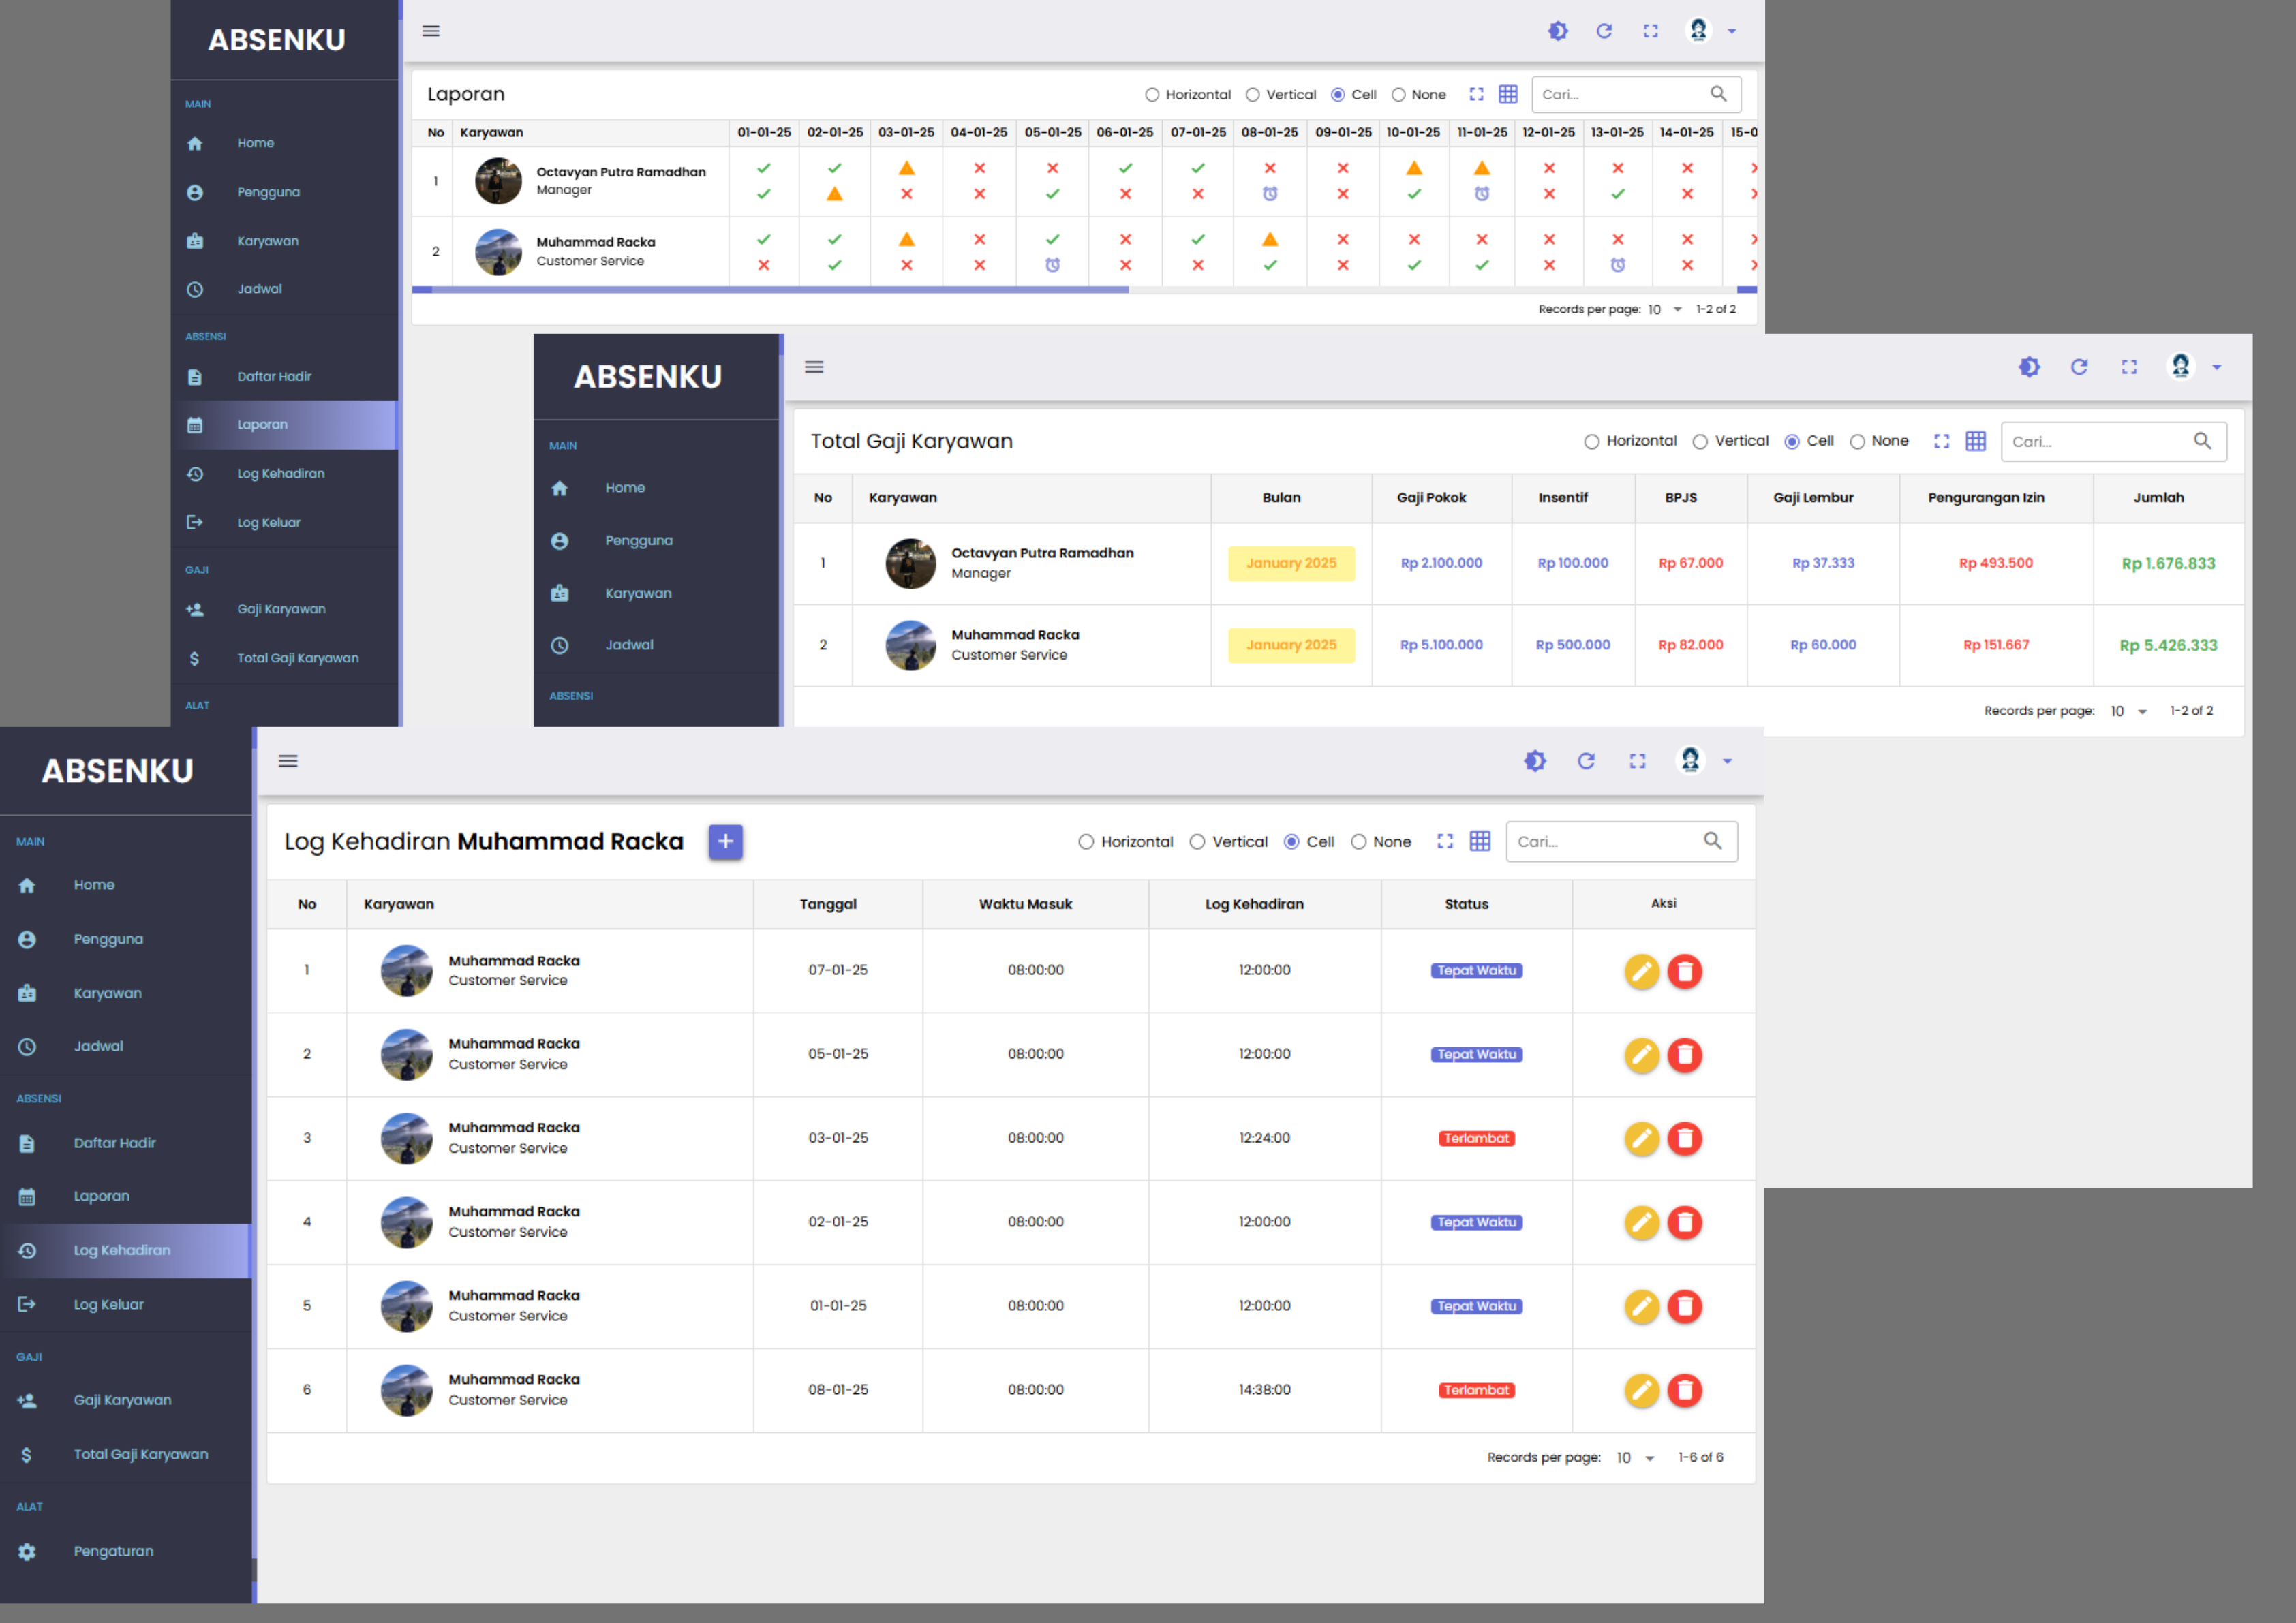 ABSENKU
MAIN
Home
Pengguna
Karyawan
Jadwal
ABSENSI
Daftar Hadir
Laporan
Log Kehadiran
Log Keluar
GAJI
Gaji Karyawan
Total Gaji Karyawan
ALAT
Laporan Horizontal Vertical Cell None Cari...
No Karyawan 01-01-25 02-01-25 03-01-25 04-01-25 05-01-25 06-01-25 07-01-25 08-01-25 09-01-25 10-01-25 11-01-25 12-01-25 13-01-25 14-01-25 15-0
1 Octavyan Putra Ramadhan
Manager
2 Muhammad Racka
Customer Service
Records per page: 10 1-2 of 2
ABSENKU
MAIN
Home
Pengguna
Karyawan
Jadwal
ABSENSI
Total Gaji Karyawan Horizontal Vertical Cell None Cari...
No Karyawan Bulan Gaji Pokok Insentif BPJS Gaji Lembur Pengurangan Izin Jumlah
1 Octavyan Putra Ramadhan
Manager
January 2025 Rp 2.100.000 Rp 100.000 Rp 67.000 Rp 37.333 Rp 493.500 Rp 1.676.833
2 Muhammad Racka
Customer Service
January 2025 Rp 5.100.000 Rp 500.000 Rp 82.000 Rp 60.000 Rp 151.667 Rp 5.426.333
Records per page: 10 1-2 of 2
ABSENKU
MAIN
Home
Pengguna
Karyawan
Jadwal
ABSENSI
Daftar Hadir
Laporan
Log Kehadiran
Log Keluar
GAJI
Gaji Karyawan
Total Gaji Karyawan
ALAT
Pengaturan
Log Kehadiran Muhammad Racka Horizontal Vertical Cell None Cari...
No Karyawan Tanggal Waktu Masuk Log Kehadiran Status Aksi
1 Muhammad Racka
Customer Service
07-01-25 08:00:00 12:00:00 Tepat Waktu
2 Muhammad Racka
Customer Service
05-01-25 08:00:00 12:00:00 Tepat Waktu
3 Muhammad Racka
Customer Service
03-01-25 08:00:00 12:24:00 Terlambat
4 Muhammad Racka
Customer Service
02-01-25 08:00:00 12:00:00 Tepat Waktu
5 Muhammad Racka
Customer Service
01-01-25 08:00:00 12:00:00 Tepat Waktu
6 Muhammad Racka
Customer Service
08-01-25 08:00:00 14:38:00 Terlambat
Records per page: 10 1-6 of 6